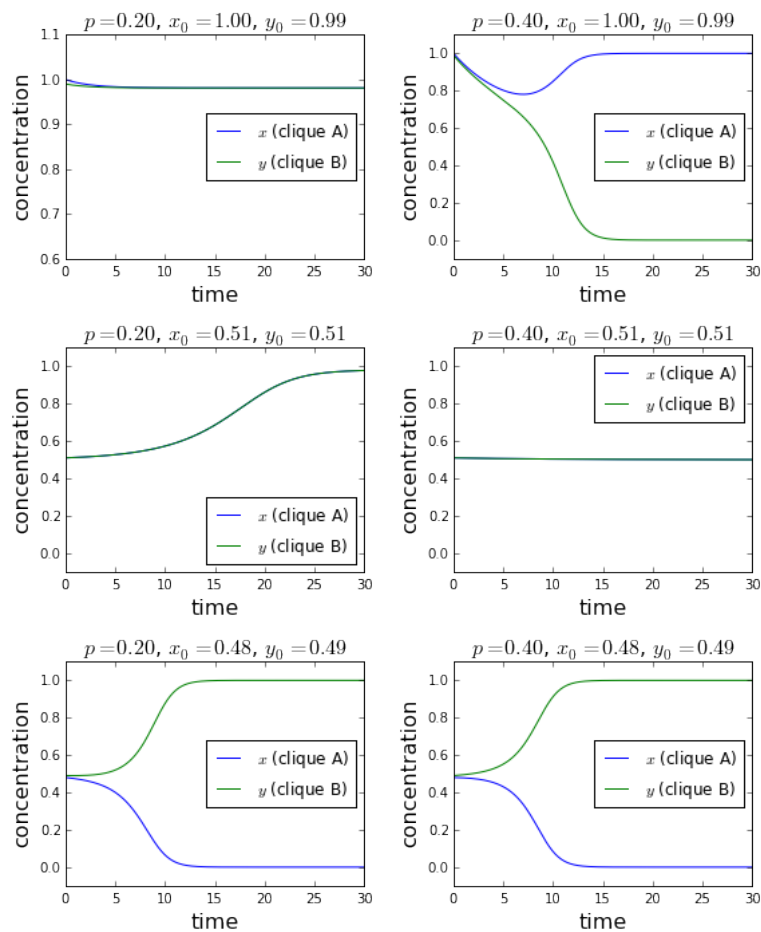 p = 0.20, x₀ = 1.00, y₀ = 0.99
1.1
1.0
0.9
0.8
0.7
0.6
concentration
x (clique A)
y (clique B)
0 5 10 15 20 25 30
time
p = 0.40, x₀ = 1.00, y₀ = 0.99
1.0
0.8
0.6
0.4
0.2
0.0
concentration
x (clique A)
y (clique B)
0 5 10 15 20 25 30
time
p = 0.20, x₀ = 0.51, y₀ = 0.51
1.0
0.8
0.6
0.4
0.2
0.0
concentration
x (clique A)
y (clique B)
0 5 10 15 20 25 30
time
p = 0.40, x₀ = 0.51, y₀ = 0.51
1.0
0.8
0.6
0.4
0.2
0.0
concentration
x (clique A)
y (clique B)
0 5 10 15 20 25 30
time
p = 0.20, x₀ = 0.48, y₀ = 0.49
1.0
0.8
0.6
0.4
0.2
0.0
concentration
x (clique A)
y (clique B)
0 5 10 15 20 25 30
time
p = 0.40, x₀ = 0.48, y₀ = 0.49
1.0
0.8
0.6
0.4
0.2
0.0
concentration
x (clique A)
y (clique B)
0 5 10 15 20 25 30
time